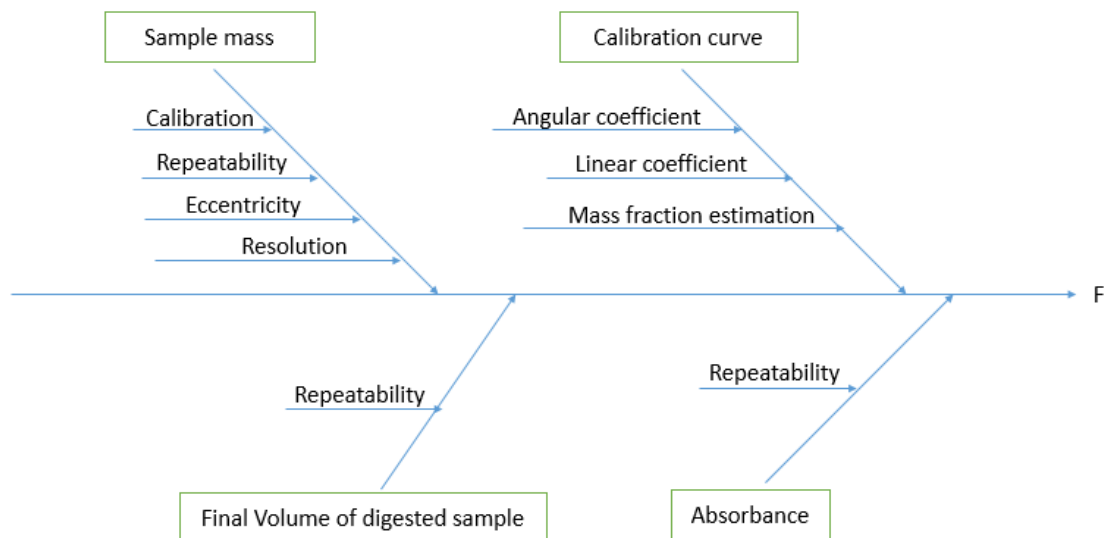 Sample mass
Calibration curve
Calibration
Repeatability
Eccentricity
Resolution
Angular coefficient
Linear coefficient
Mass fraction estimation
F
Repeatability
Repeatability
Final Volume of digested sample
Absorbance